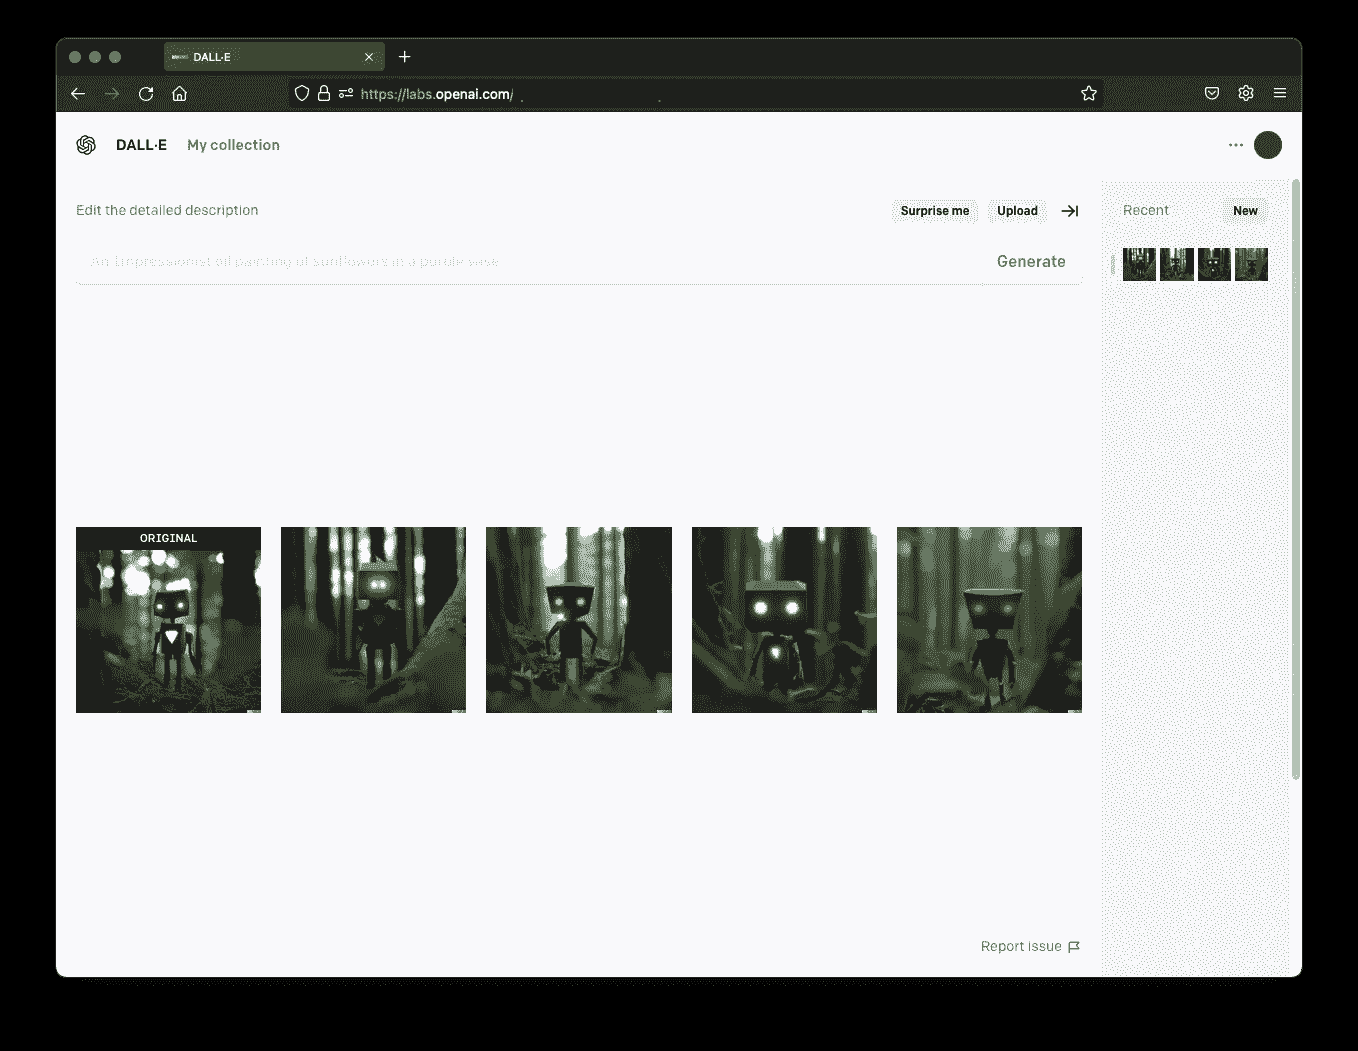 DALL·E
https://labs.openai.com/
DALL·E My collection
Edit the detailed description
Surprise me Upload
An Impressionist oil painting of sunflowers in a purple vase
Generate
Recent New
ORIGINAL
Report issue